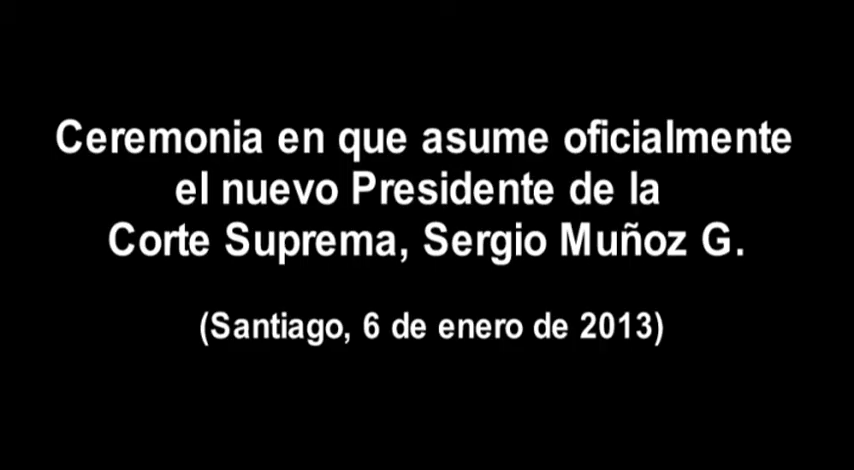 Ceremonia en que asume oficialmente
el nuevo Presidente de la
Corte Suprema, Sergio Muñoz G.
(Santiago, 6 de enero de 2013)